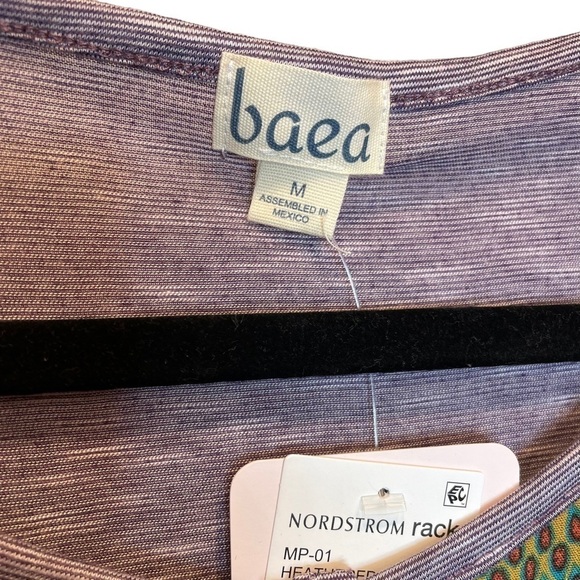 baea
M
ASSEMBLED IN
MEXICO
NORDSTROM rack
MP-01